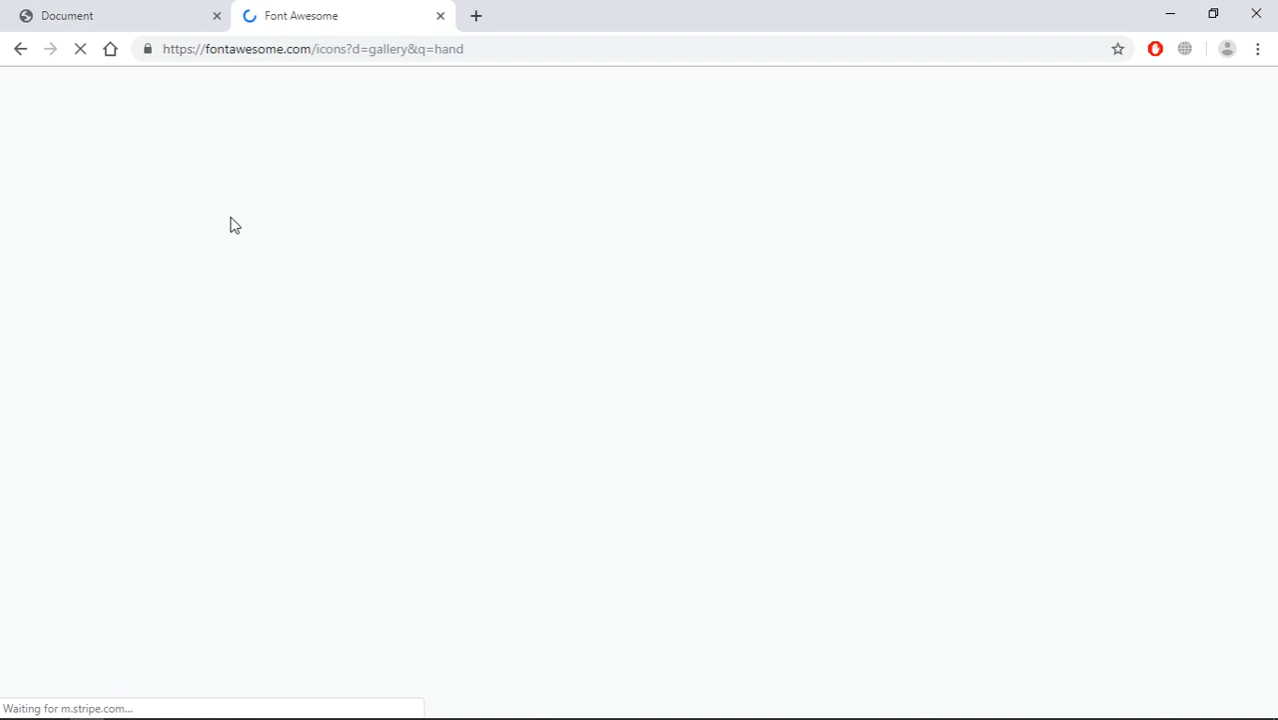 Document
Font Awesome
https://fontawesome.com/icons?d=gallery&q=hand
Waiting for m.stripe.com...